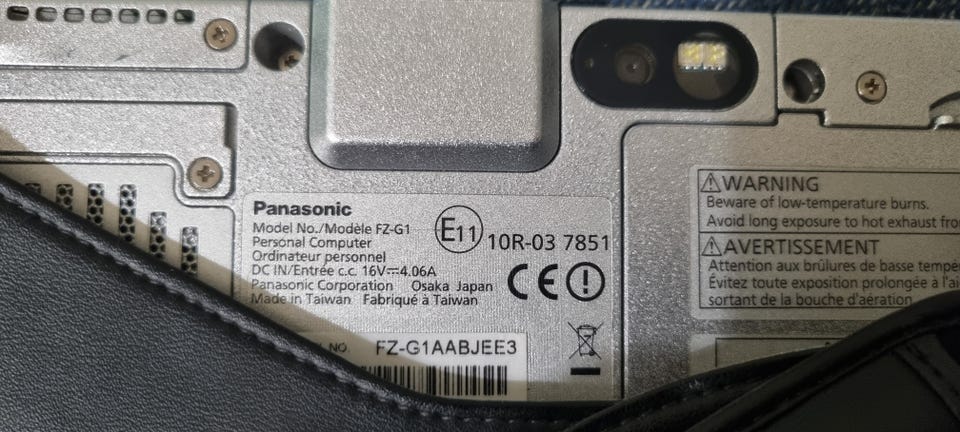 Panasonic
Model No./Modèle FZ-G1
Personal Computer
Ordinateur personnel
DC IN/Entrée c.c. 16V⎓4.06A
Panasonic Corporation Osaka Japan
Made in Taiwan Fabriqué à Taiwan
E11 10R-03 7851
CE
NO. FZ-G1AABJEE3
⚠WARNING
Beware of low-temperature burns.
Avoid long exposure to hot exhaust
⚠AVERTISSEMENT
Attention aux brûlures de basse
Évitez toute exposition prolongée à
sortant de la bouche d'aération